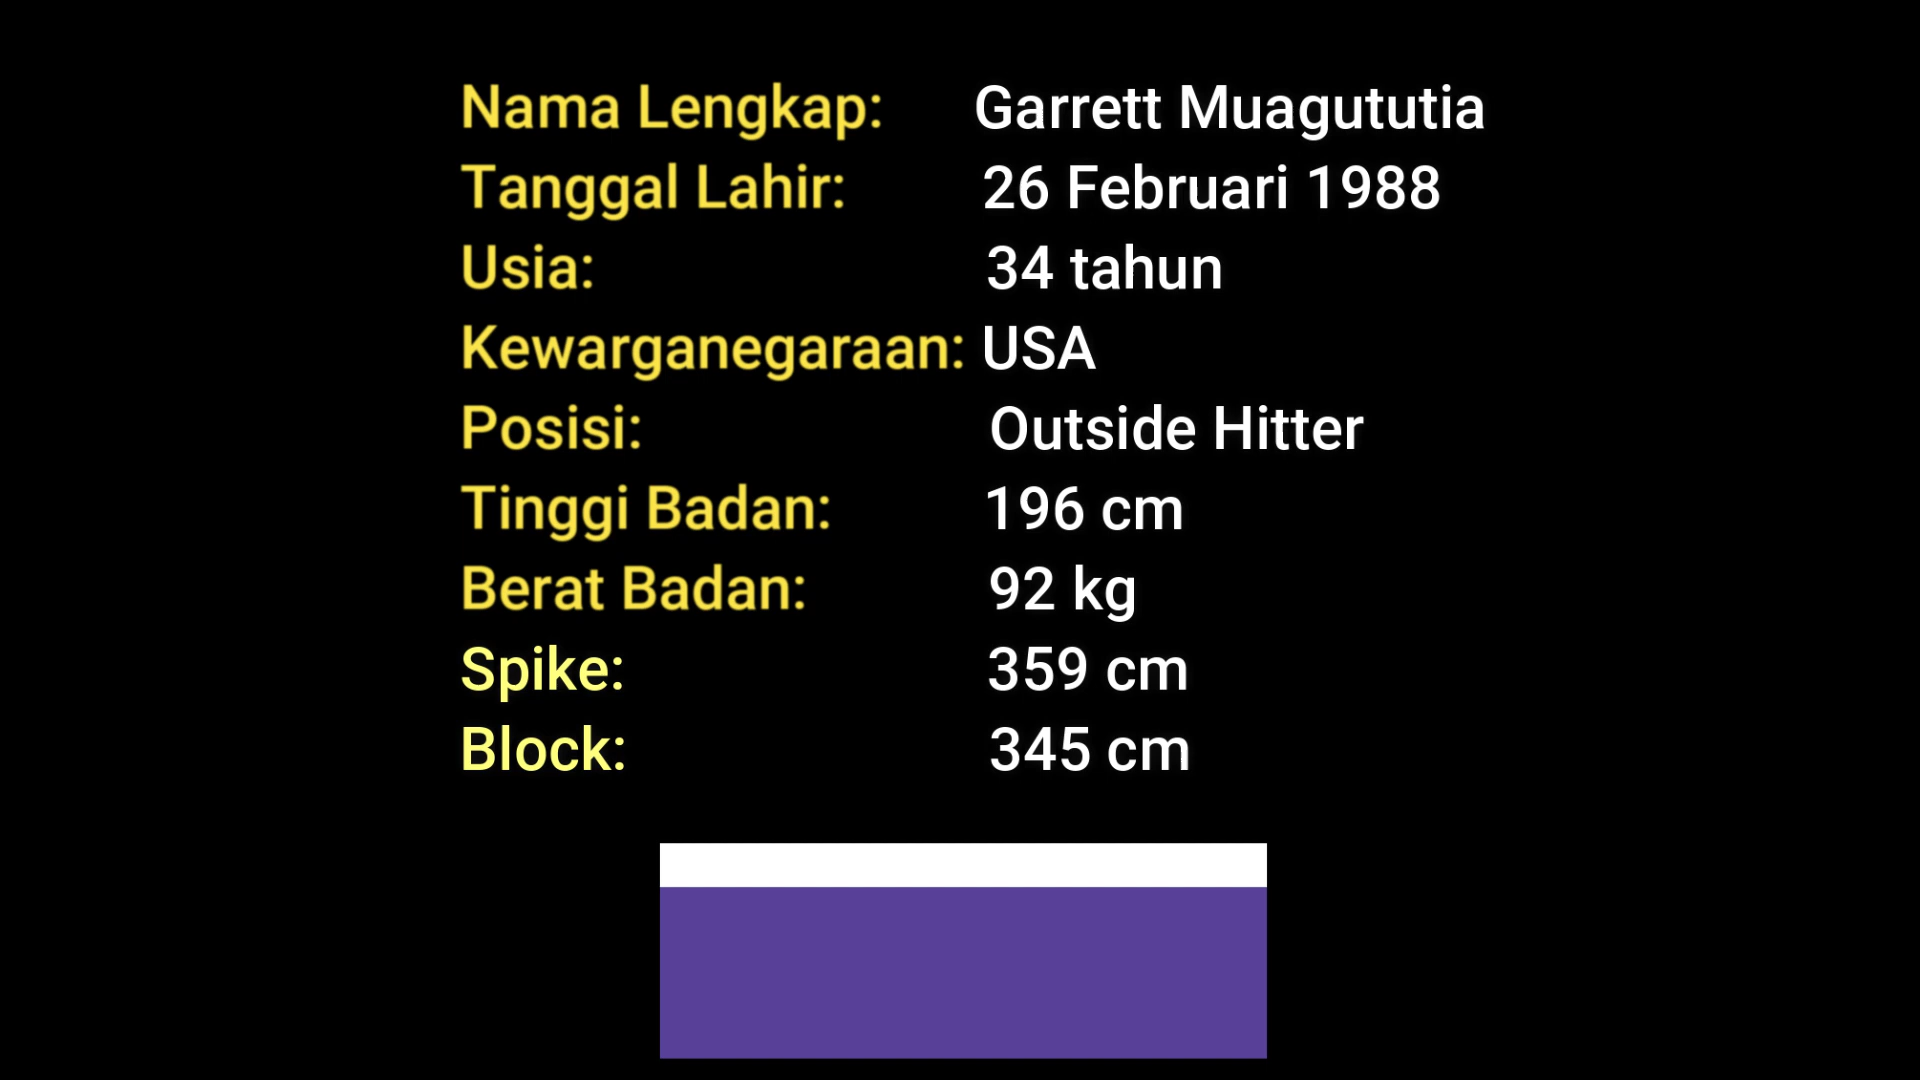 Nama Lengkap: Garrett Muagututia
Tanggal Lahir: 26 Februari 1988
Usia: 34 tahun
Kewarganegaraan: USA
Posisi: Outside Hitter
Tinggi Badan: 196 cm
Berat Badan: 92 kg
Spike: 359 cm
Block: 345 cm